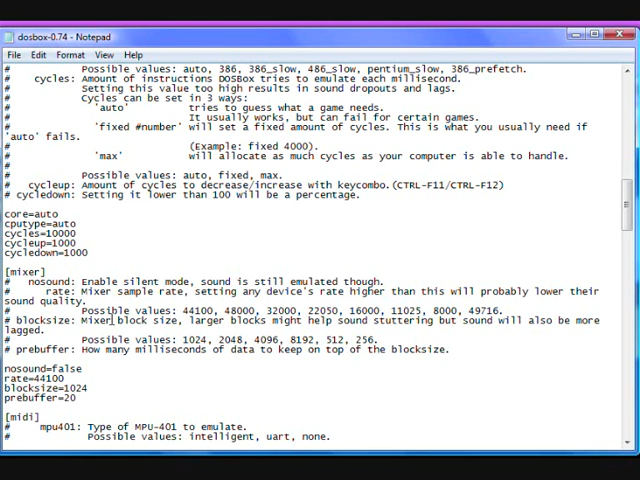 dosbox-0.74 - Notepad
File Edit Format View Help
# Possible values: auto, 386, 386_slow, 486_slow, pentium_slow, 386_prefetch.
# cycles: Amount of instructions DOSBox tries to emulate each millisecond.
# Setting this value too high results in sound dropouts and lags.
# Cycles can be set in 3 ways:
# 'auto' tries to guess what a game needs.
# It usually works, but can fail for certain games.
# 'fixed #number' will set a fixed amount of cycles. This is what you usually need if
'auto' fails.
# (Example: fixed 4000).
# 'max' will allocate as much cycles as your computer is able to handle.
#
# Possible values: auto, fixed, max.
# cycleup: Amount of cycles to decrease/increase with keycombo.(CTRL-F11/CTRL-F12)
# cycledown: Setting it lower than 100 will be a percentage.
core=auto
cputype=auto
cycles=10000
cycleup=1000
cycledown=1000
[mixer]
# nosound: Enable silent mode, sound is still emulated though.
# rate: Mixer sample rate, setting any device's rate higher than this will probably lower their
sound quality.
# Possible values: 44100, 48000, 32000, 22050, 16000, 11025, 8000, 49716.
# blocksize: Mixer block size, larger blocks might help sound stuttering but sound will also be more
lagged.
# Possible values: 1024, 2048, 4096, 8192, 512, 256.
# prebuffer: How many milliseconds of data to keep on top of the blocksize.
nosound=false
rate=44100
blocksize=1024
prebuffer=20
[midi]
# mpu401: Type of MPU-401 to emulate.
# Possible values: intelligent, uart, none.